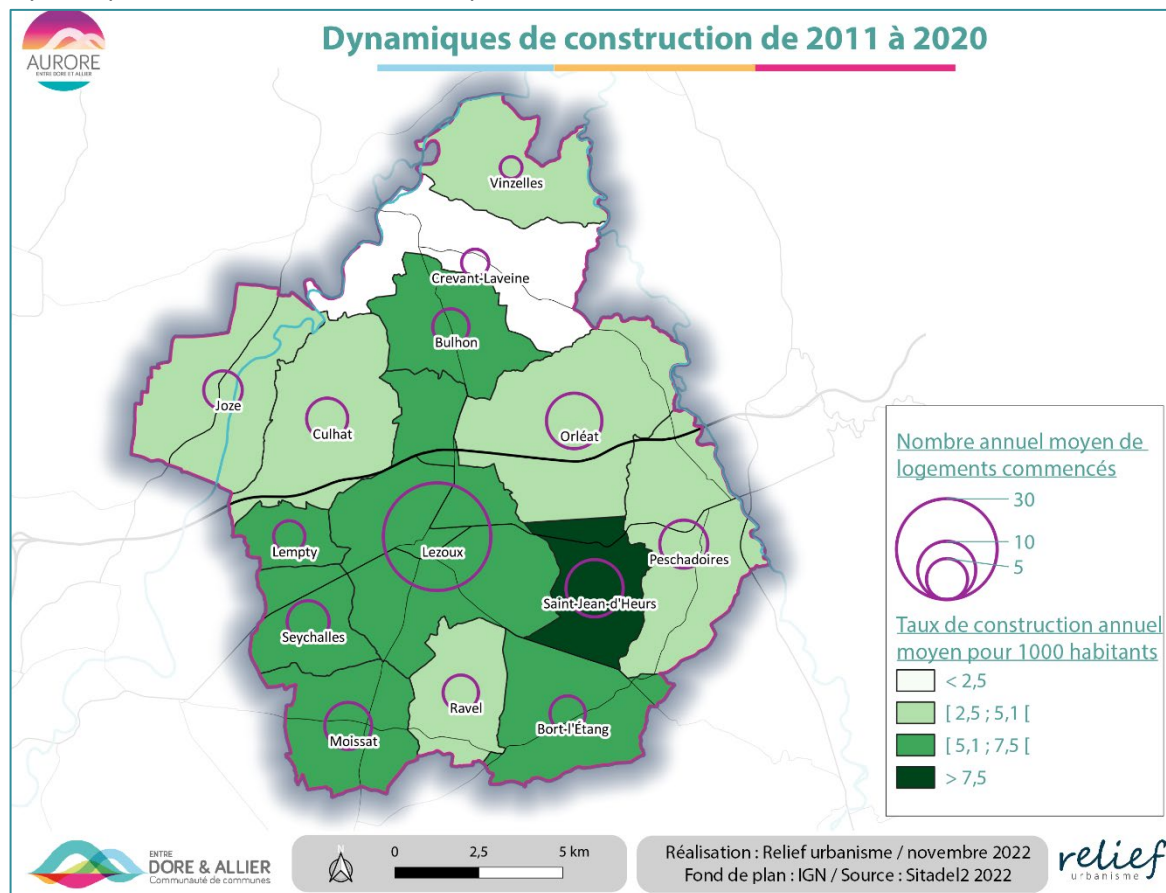 AURORE
ENTRE DORE ET ALLIER
Dynamiques de construction de 2011 à 2020
Vinzelles
Crevant-Laveine
Bulhon
Joze
Culhat
Orléat
Lempty
Lezoux
Peschadoires
Saint-Jean-d'Heurs
Seychalles
Ravel
Bort-l'Étang
Moissat
Nombre annuel moyen de
logements commencés
30
10
5
Taux de construction annuel
moyen pour 1000 habitants
< 2,5
[ 2,5 ; 5,1 [
[ 5,1 ; 7,5 [
> 7,5
ENTRE
DORE & ALLIER
Communauté de communes
N
0 2,5 5 km
Réalisation : Relief urbanisme / novembre 2022
Fond de plan : IGN / Source : Sitadel2 2022
relief
urbanisme